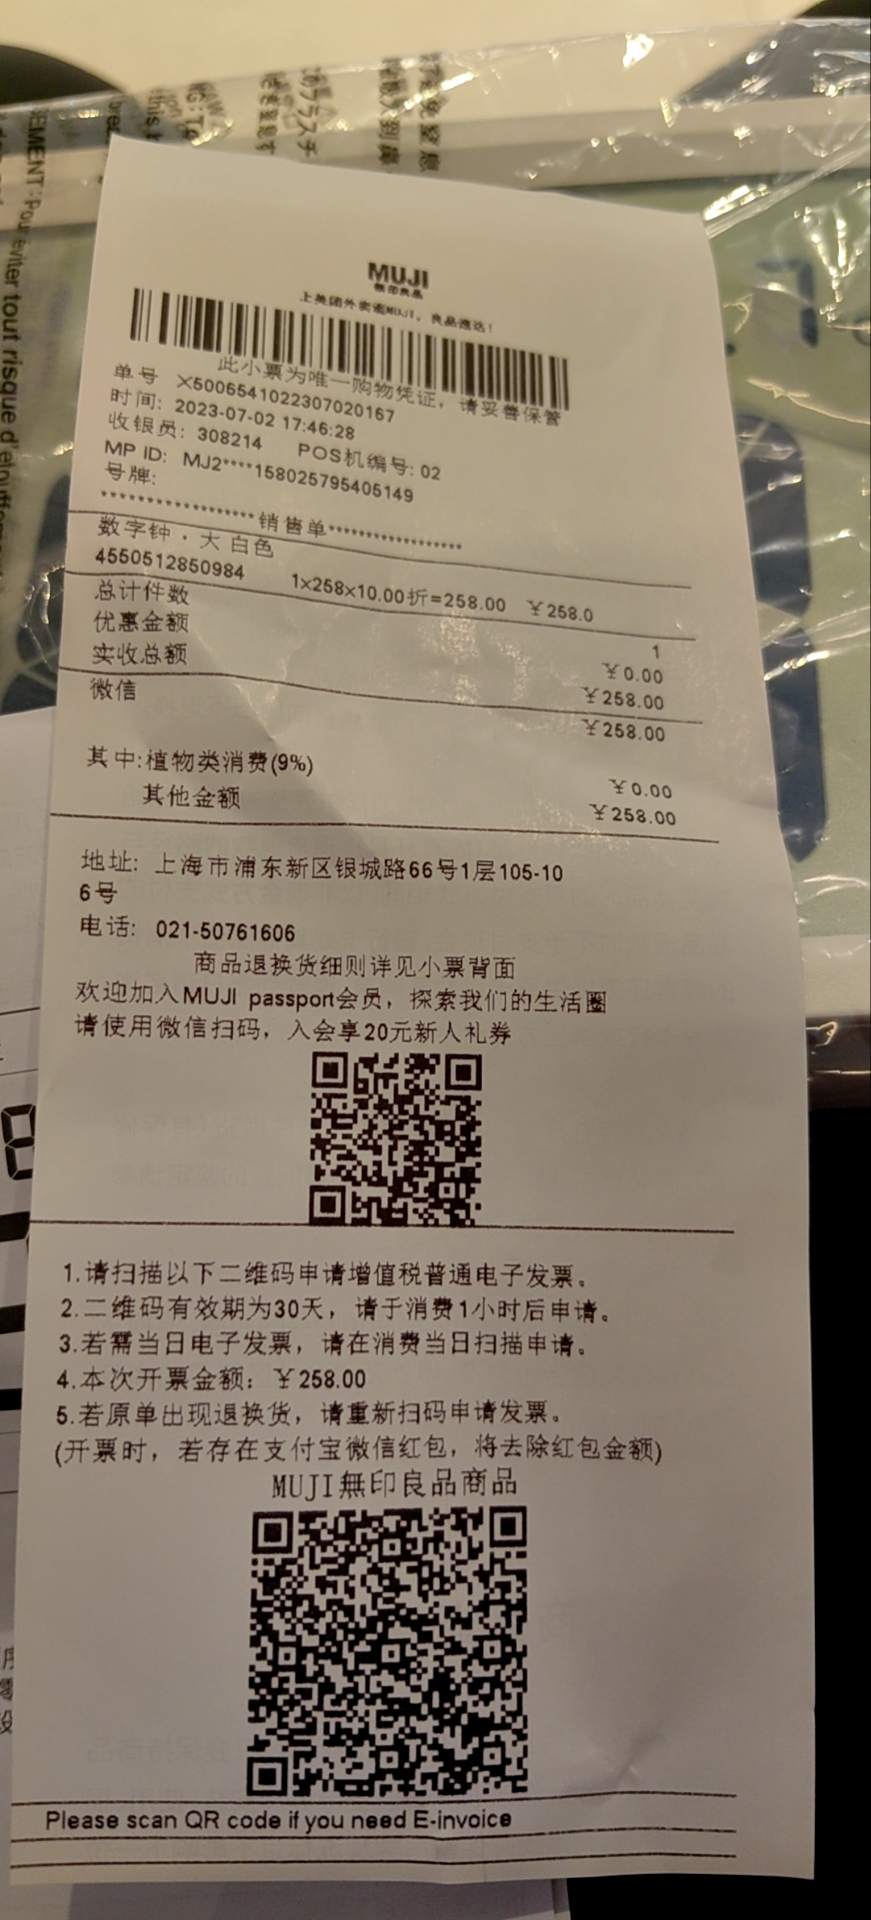 MUJI
無印良品
上美团外卖逛MUJI，良品速达！
此小票为唯一购物凭证，请妥善保管
单号 X5006541022307020167
时间: 2023-07-02 17:46:28
收银员: 308214 POS机编号: 02
MP ID: MJ2****158025795405149
号牌:
******************销售单******************
数字钟·大 白色
4550512850984 1×258×10.00折=258.00 ￥258.0
总计件数 1
优惠金额 ￥0.00
实收总额 ￥258.00
微信 ￥258.00
其中:植物类消费(9%) ￥0.00
其他金额 ￥258.00
地址: 上海市浦东新区银城路66号1层105-10
6号
电话: 021-50761606
商品退换货细则详见小票背面
欢迎加入MUJI passport会员，探索我们的生活圈
请使用微信扫码，入会享20元新人礼券
1.请扫描以下二维码申请增值税普通电子发票。
2.二维码有效期为30天，请于消费1小时后申请。
3.若需当日电子发票，请在消费当日扫描申请。
4.本次开票金额: ￥258.00
5.若原单出现退换货，请重新扫码申请发票。
(开票时，若存在支付宝微信红包，将去除红包金额)
MUJI無印良品商品
Please scan QR code if you need E-invoice
SEMENT: Pour éviter tout risque d'étouffement